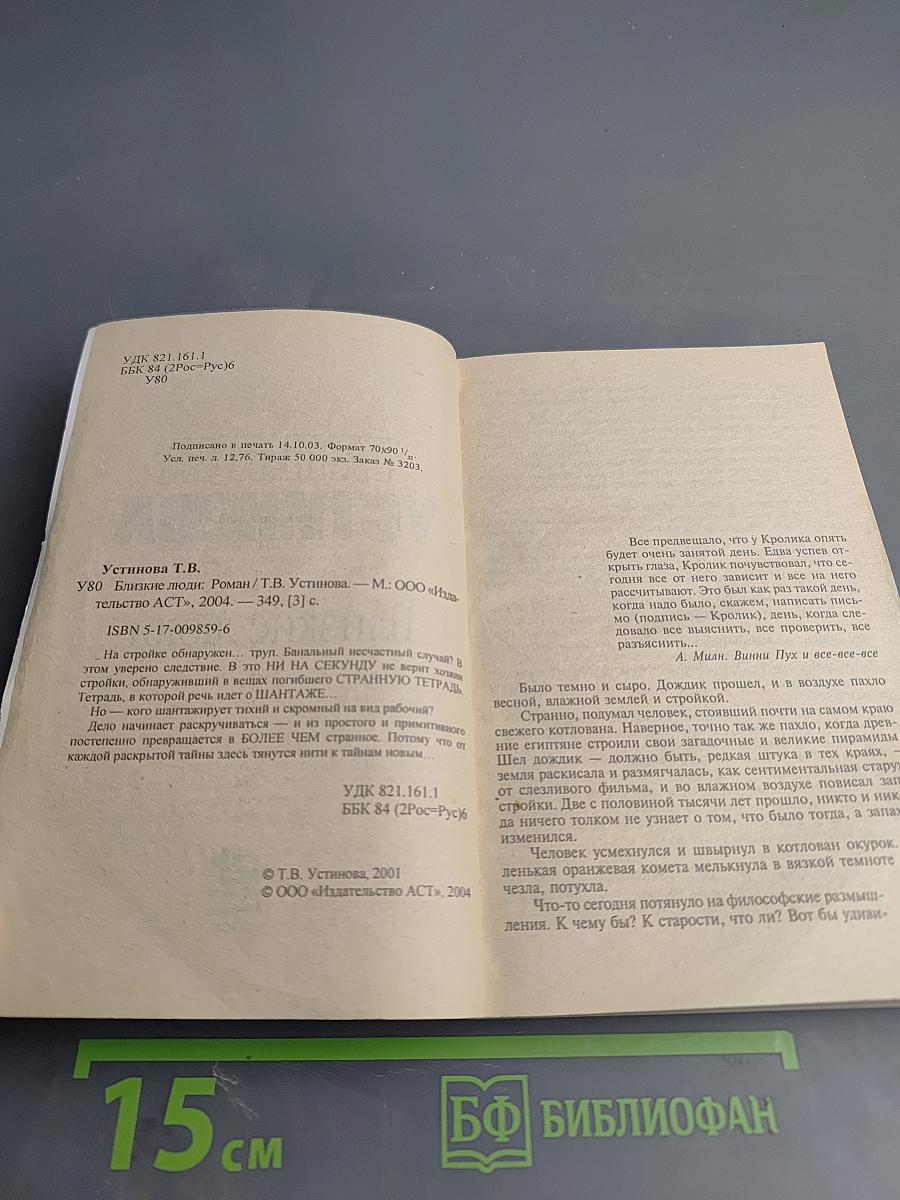 УДК 821.161.1
ББК 84 (2Рос=Рус)6
У80
Подписано в печать 14.10.03. Формат 70х90 1/32.
Усл. печ. л. 12,76. Тираж 50 000 экз. Заказ № 3203.
Устинова Т.В.
У80 Близкие люди: Роман / Т.В. Устинова. — М.: ООО «Изда-
тельство АСТ», 2004. — 349, [3] с.
ISBN 5-17-009859-6
На стройке обнаружен... труп. Банальный несчастный случай? В
этом уверено следствие. В это НИ НА СЕКУНДУ не верит хозяин
стройки, обнаруживший в вещах погибшего СТРАННУЮ ТЕТРАДЬ.
Тетрадь, в которой речь идет о ШАНТАЖЕ...
Но — кого шантажирует тихий и скромный на вид рабочий?
Дело начинает раскручиваться — и из простого и примитивного
постепенно превращается в БОЛЕЕ ЧЕМ странное. Потому что от
каждой раскрытой тайны здесь тянутся нити к тайнам новым...
УДК 821.161.1
ББК 84 (2Рос=Рус)6
© Т.В. Устинова, 2001
© ООО «Издательство АСТ», 2004
Все предвещало, что у Кролика опять
будет очень занятой день. Едва успев от-
крыть глаза, Кролик почувствовал, что се-
годня все от него зависит и все на него
рассчитывают. Это был как раз такой день,
когда надо было, скажем, написать пись-
мо (подпись — Кролик), день, когда сле-
довало все выяснить, все проверить, все
разъяснить...
А. Милн. Винни Пух и все-все-все
Было темно и сыро. Дождик прошел, и в воздухе пахло
весной, влажной землей и стройкой.
Странно, подумал человек, стоявший почти на самом краю
свежего котлована. Наверное, точно так же пахло, когда древ-
ние египтяне строили свои загадочные и великие пирамиды
Шел дождик — должно быть, редкая штука в тех краях, —
земля раскисала и размягчалась, как сентиментальная стару
от слезливого фильма, и во влажном воздухе повисал зап
стройки. Две с половиной тысячи лет прошло, никто и ник
да ничего толком не узнает о том, что было тогда, а запах
изменился.
Человек усмехнулся и швырнул в котлован окурок.
ленькая оранжевая комета мелькнула в вязкой темноте
чезла, потухла.
Что-то сегодня потянуло на философские размыш-
ления. К чему бы? К старости, что ли? Вот бы удиви-
15 см
БФ БИБЛИОФАН